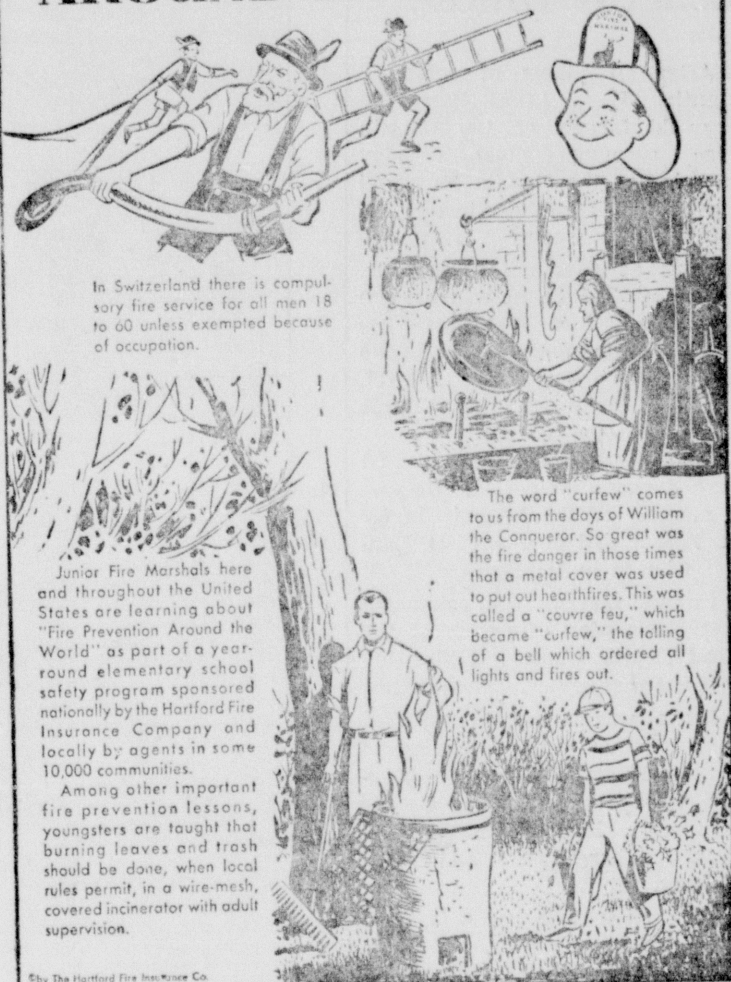 In Switzerland there is compul-
sory fire service for all men 18
to 60 unless exempted because
of occupation.
The word "curfew" comes
to us from the days of William
the Conqueror. So great was
the fire danger in those times
that a metal cover was used
to put out hearthfires. This was
called a "couvre feu," which
became "curfew," the tolling
of a bell which ordered all
lights and fires out.
Junior Fire Marshals here
and throughout the United
States are learning about
"Fire Prevention Around the
World" as part of a year-
round elementary school
safety program sponsored
nationally by the Hartford Fire
Insurance Company and
locally by agents in some
10,000 communities.
Among other important
fire prevention lessons,
youngsters are taught that
burning leaves and trash
should be done, when local
rules permit, in a wire-mesh,
covered incinerator with adult
supervision.
©by The Hartford Fire Insurance Co.